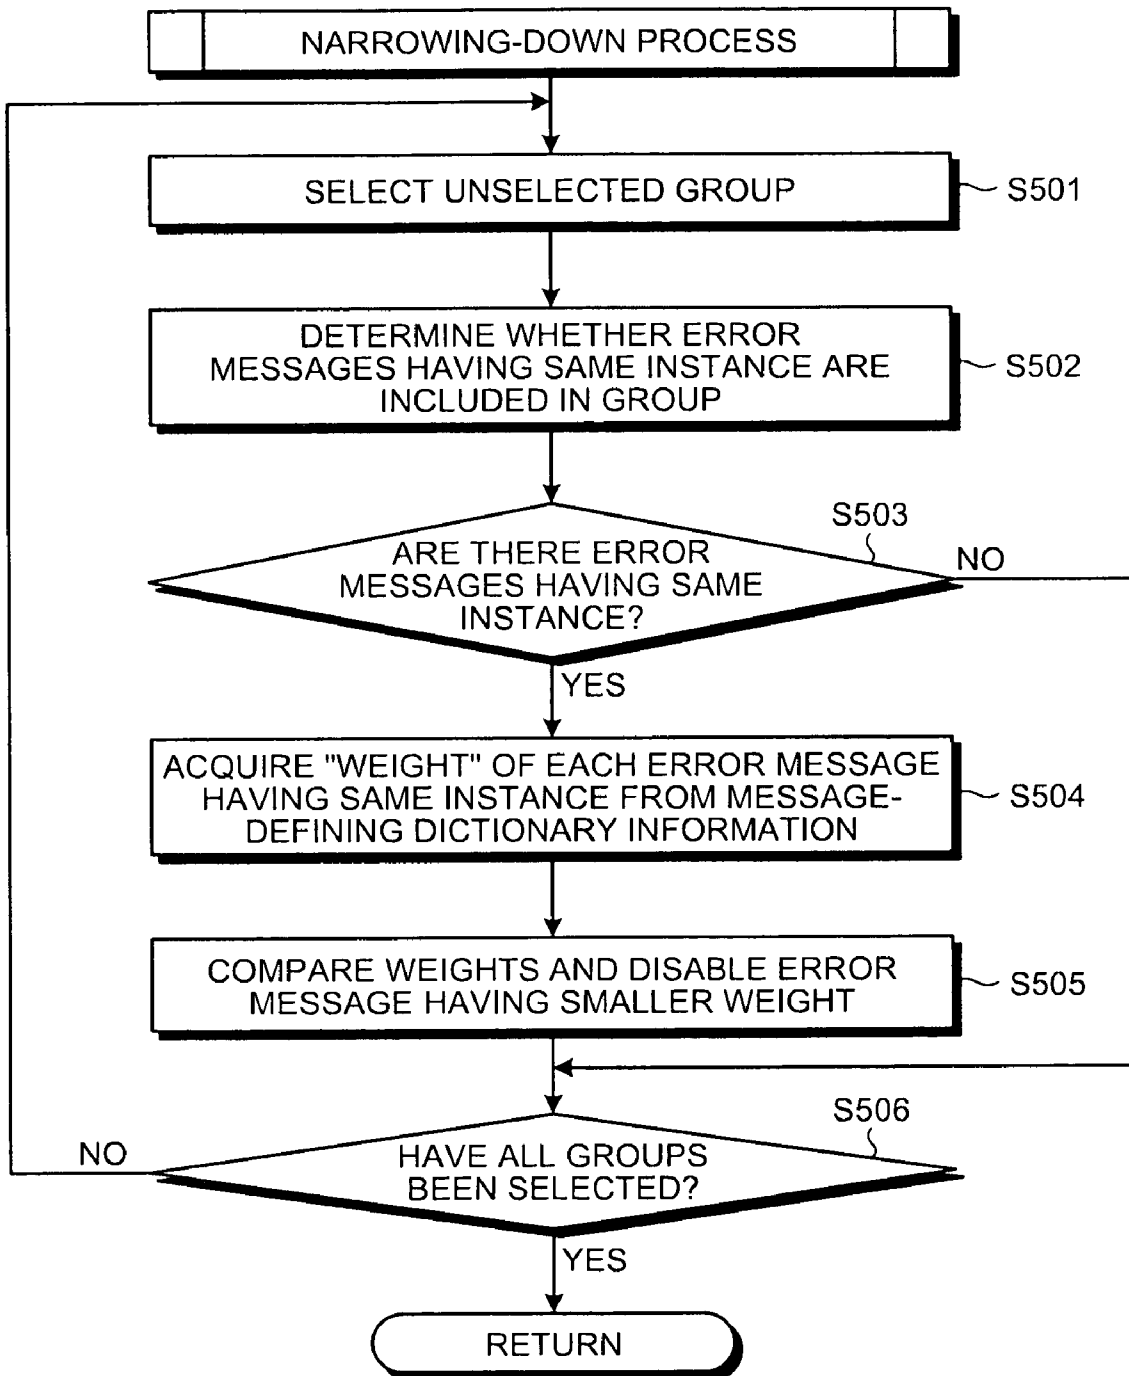 NARROWING-DOWN PROCESS
SELECT UNSELECTED GROUP
S501
DETERMINE WHETHER ERROR
MESSAGES HAVING SAME INSTANCE ARE
INCLUDED IN GROUP
S502
S503
ARE THERE ERROR
MESSAGES HAVING SAME
INSTANCE?
NO
YES
ACQUIRE "WEIGHT" OF EACH ERROR MESSAGE
HAVING SAME INSTANCE FROM MESSAGE-
DEFINING DICTIONARY INFORMATION
S504
COMPARE WEIGHTS AND DISABLE ERROR
MESSAGE HAVING SMALLER WEIGHT
S505
S506
NO
HAVE ALL GROUPS
BEEN SELECTED?
YES
RETURN